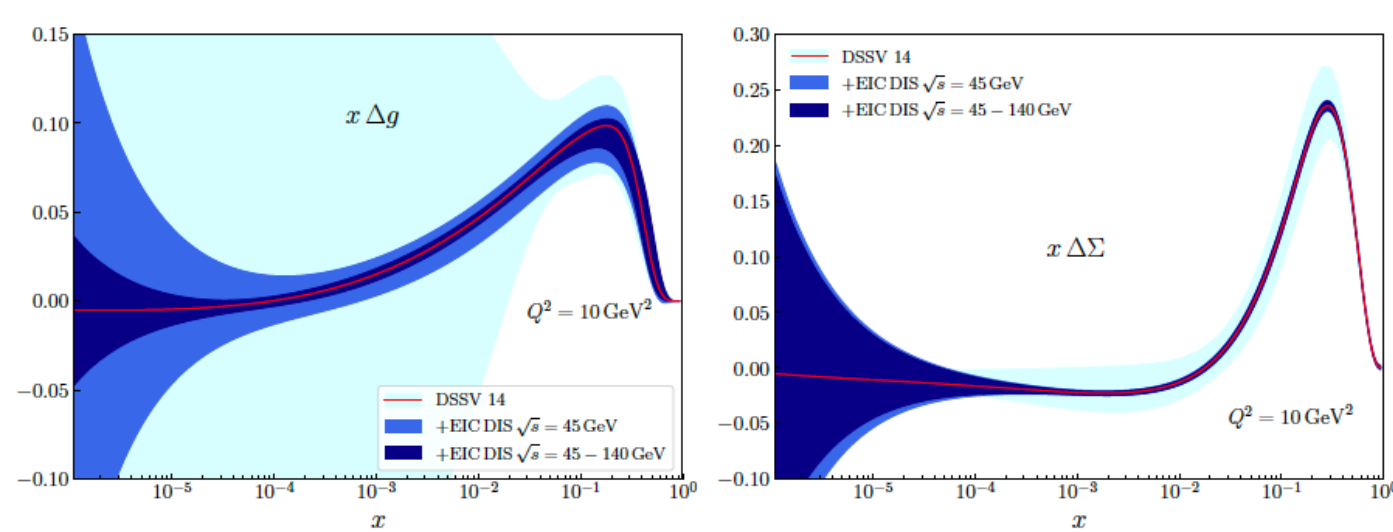 0.15
0.10
0.05
0.00
−0.05
−0.10
x Δg
Q² = 10 GeV²
DSSV 14
+EIC DIS √s = 45 GeV
+EIC DIS √s = 45 − 140 GeV
10⁻⁵ 10⁻⁴ 10⁻³ 10⁻² 10⁻¹ 10⁰
x
0.30
0.25
0.20
0.15
0.10
0.05
0.00
−0.05
−0.10
DSSV 14
+EIC DIS √s = 45 GeV
+EIC DIS √s = 45 − 140 GeV
x ΔΣ
Q² = 10 GeV²
10⁻⁵ 10⁻⁴ 10⁻³ 10⁻² 10⁻¹ 10⁰
x